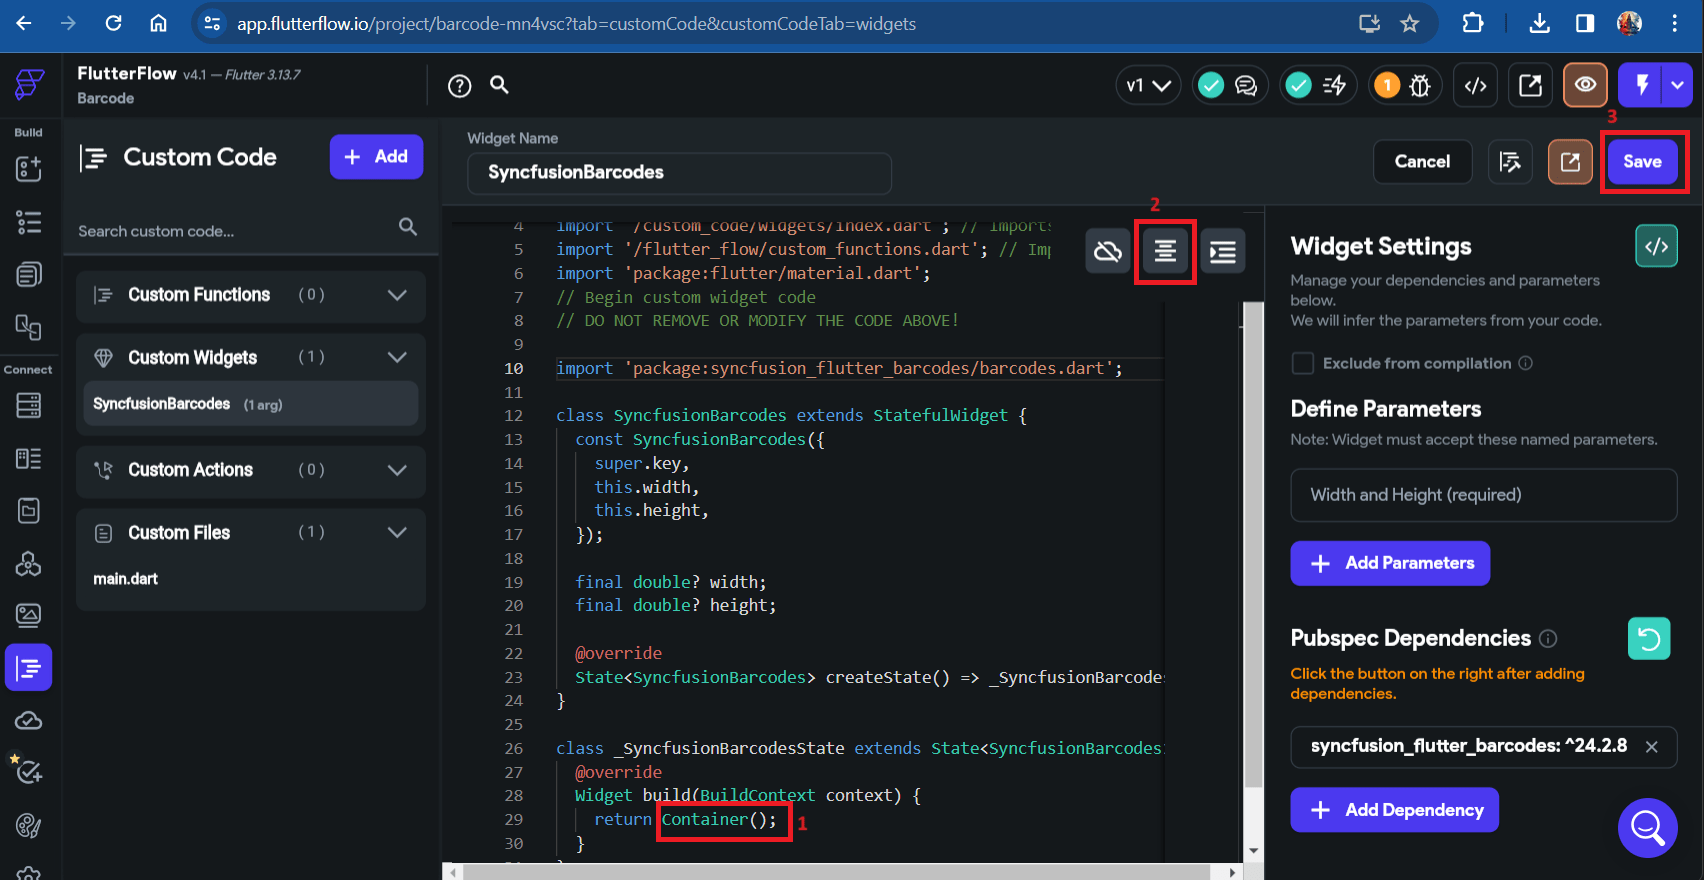 app.flutterflow.io/project/barcode-mn4vsc?tab=customCode&customCodeTab=widgets
FlutterFlow v4.1 — Flutter 3.13.7
Barcode
v1
1
Build
Connect
Custom Code
+ Add
Search custom code...
Custom Functions (0)
Custom Widgets (1)
SyncfusionBarcodes (1 arg)
Custom Actions (0)
Custom Files (1)
main.dart
Widget Name
SyncfusionBarcodes
Cancel
3
Save
2
4 import '/custom_code/widgets/index.dart'; // Imports
5 import '/flutter_flow/custom_functions.dart'; // Imp
6 import 'package:flutter/material.dart';
7 // Begin custom widget code
8 // DO NOT REMOVE OR MODIFY THE CODE ABOVE!
9
10 import 'package:syncfusion_flutter_barcodes/barcodes.dart';
11
12 class SyncfusionBarcodes extends StatefulWidget {
13 const SyncfusionBarcodes({
14 super.key,
15 this.width,
16 this.height,
17 });
18
19 final double? width;
20 final double? height;
21
22 @override
23 State<SyncfusionBarcodes> createState() => _SyncfusionBarcodes
24 }
25
26 class _SyncfusionBarcodesState extends State<SyncfusionBarcodes
27 @override
28 Widget build(BuildContext context) {
29 return Container(); 1
30 }
Widget Settings
Manage your dependencies and parameters
below.
We will infer the parameters from your code.
Exclude from compilation
Define Parameters
Note: Widget must accept these named parameters.
Width and Height (required)
+ Add Parameters
Pubspec Dependencies
Click the button on the right after adding
dependencies.
syncfusion_flutter_barcodes: ^24.2.8
+ Add Dependency